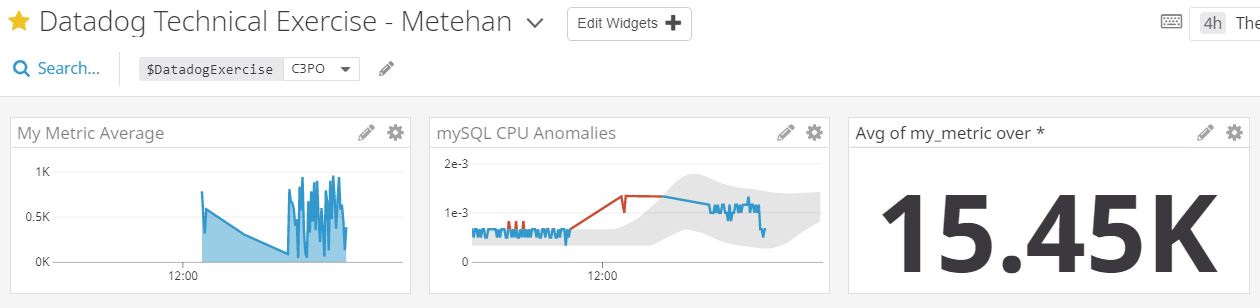 Datadog Technical Exercise - Metehan
Edit Widgets
4h The
Search...
$DatadogExercise C3PO
My Metric Average
1K
0.5K
0K
12:00
mySQL CPU Anomalies
2e-3
1e-3
0
12:00
Avg of my_metric over *
15.45K